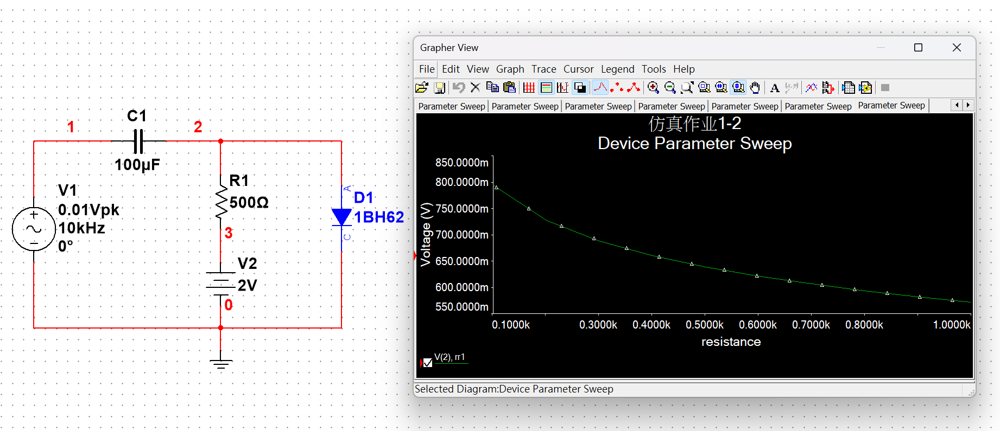 C1
1
2
100µF
V1
0.01Vpk
10kHz
0°
R1
500Ω
3
V2
2V
0
A
D1
1BH62
C
Grapher View
File Edit View Graph Trace Cursor Legend Tools Help
Parameter Sweep Parameter Sweep Parameter Sweep Parameter Sweep Parameter Sweep Parameter Sweep Parameter Sweep
仿真作业1-2
Device Parameter Sweep
Voltage (V)
850.0000m
800.0000m
750.0000m
700.0000m
650.0000m
600.0000m
550.0000m
0.1000k 0.3000k 0.4000k 0.5000k 0.6000k 0.7000k 0.8000k 1.0000k
resistance
V(2), rr1
Selected Diagram:Device Parameter Sweep